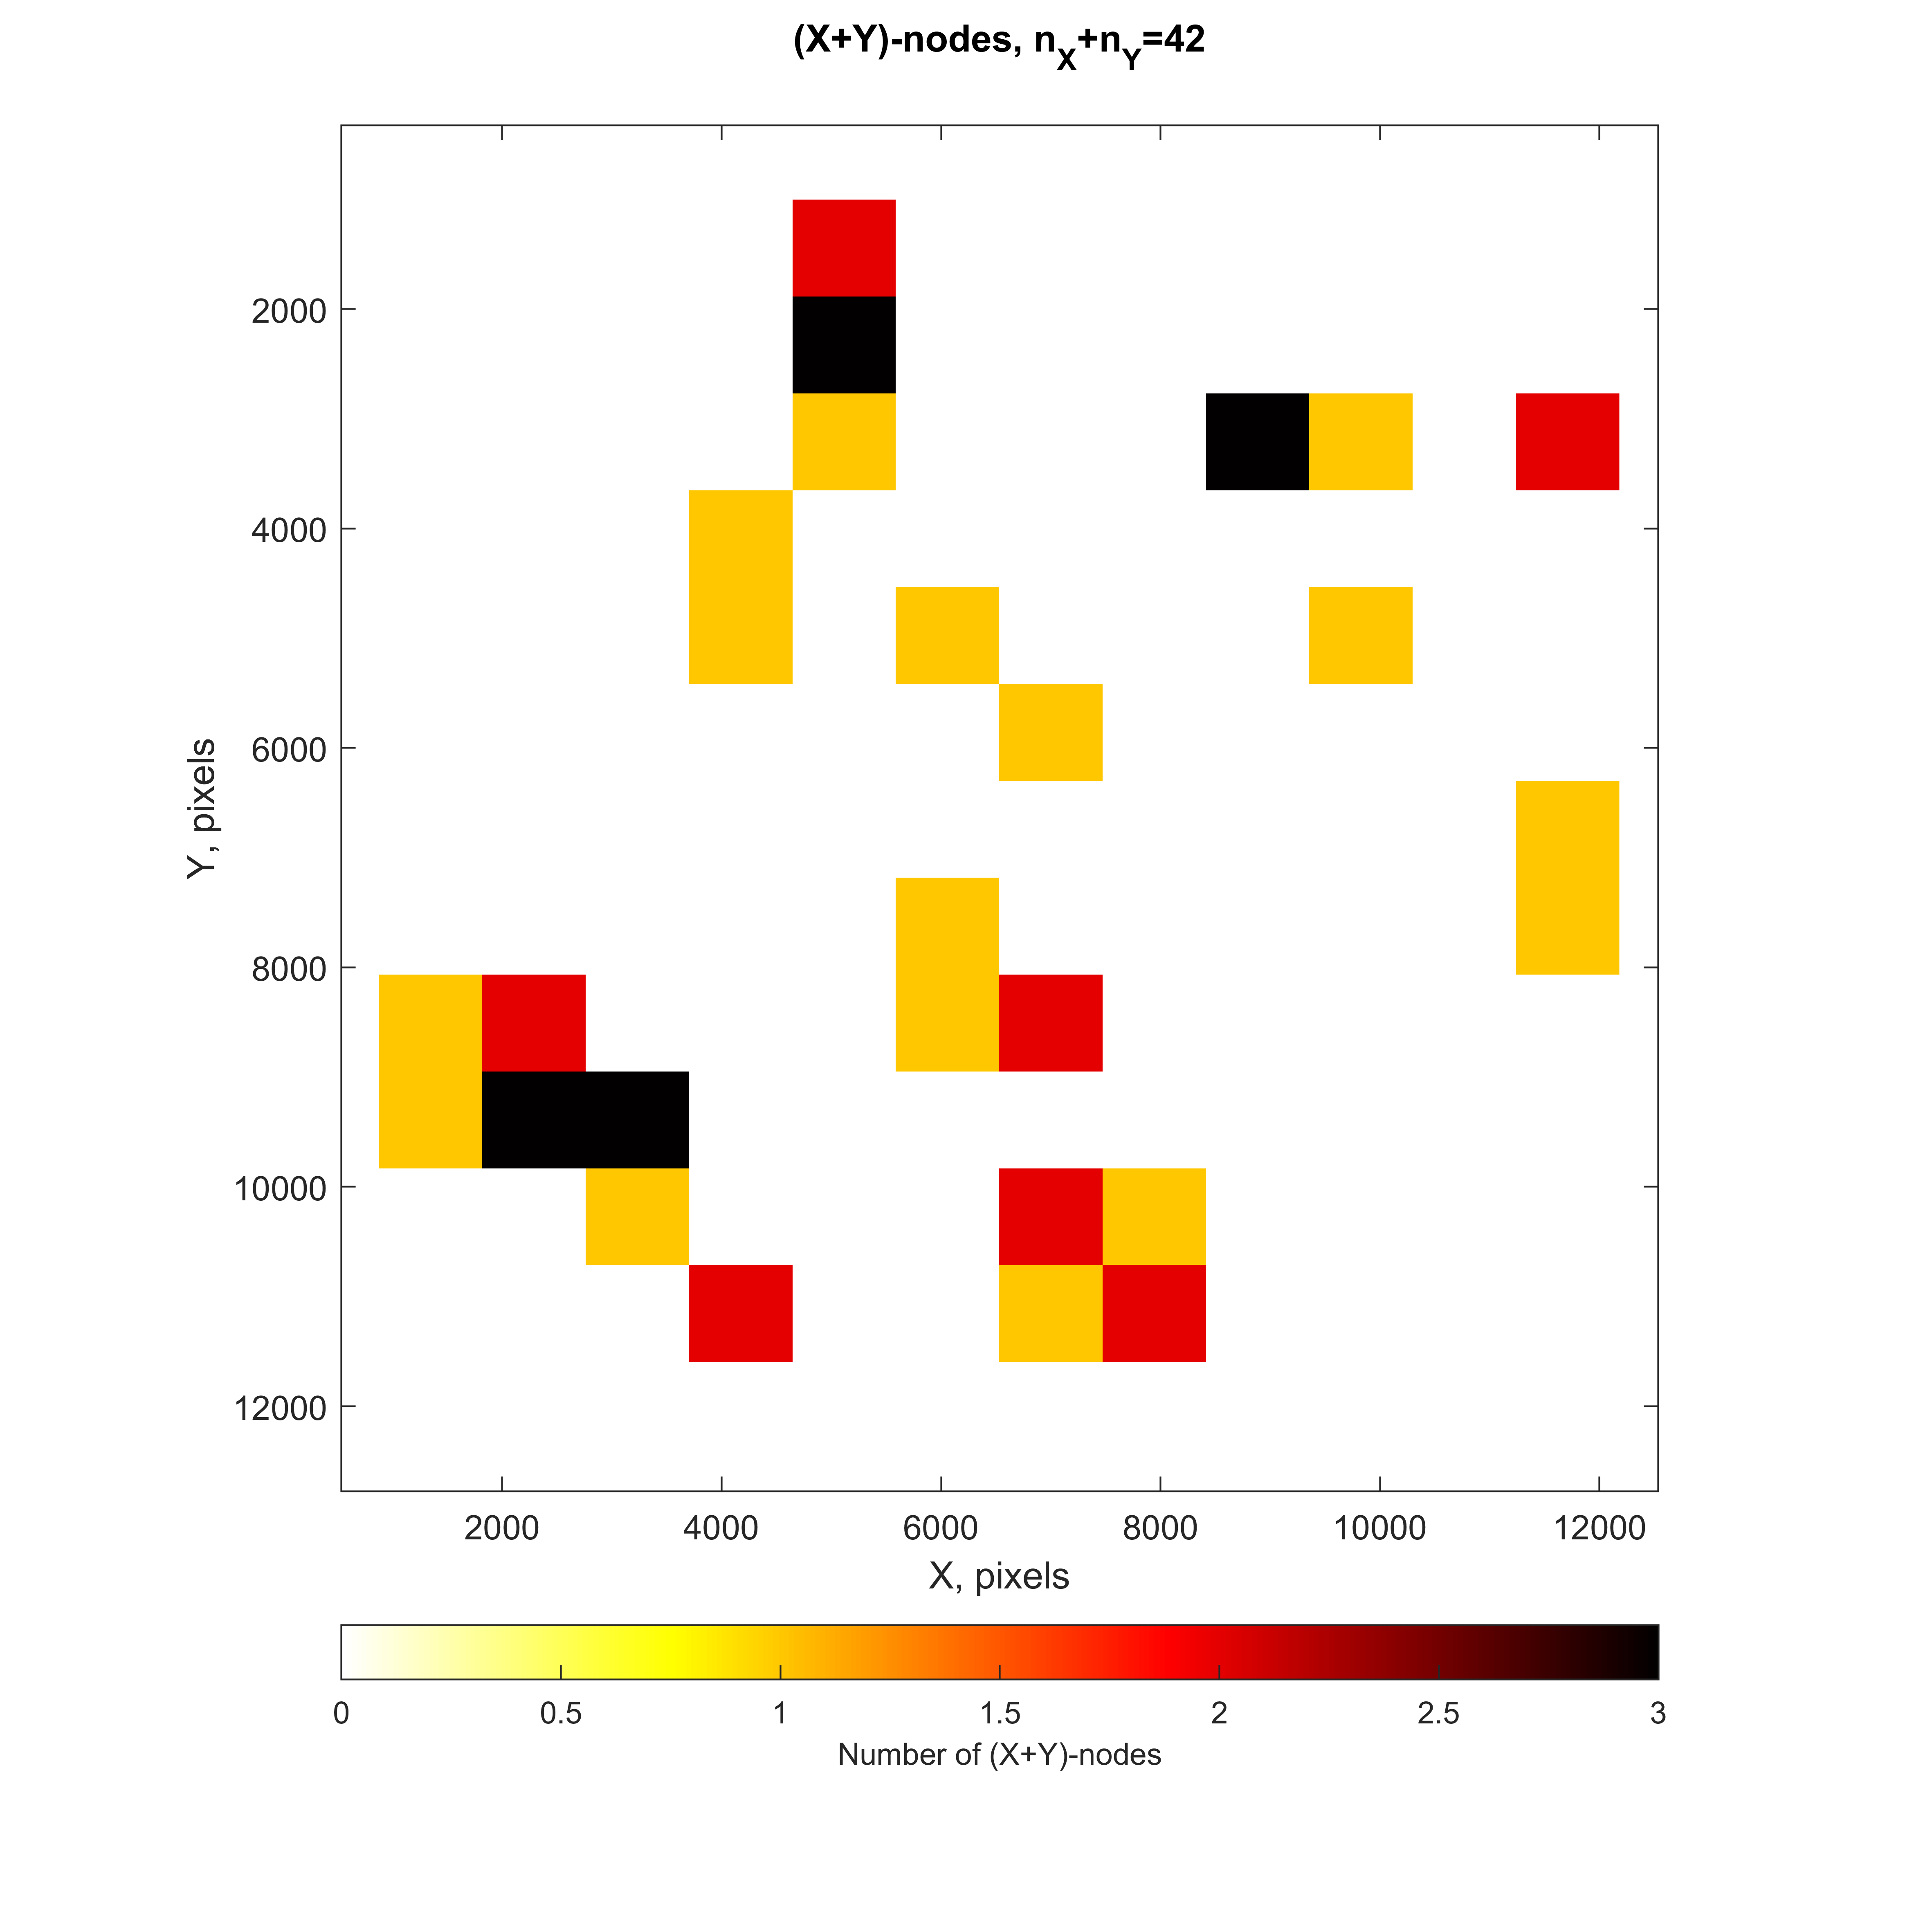 (X+Y)-nodes, nX+nY=42
2000
4000
6000
8000
10000
12000
Y, pixels
2000 4000 6000 8000 10000 12000
X, pixels
0 0.5 1 1.5 2 2.5 3
Number of (X+Y)-nodes